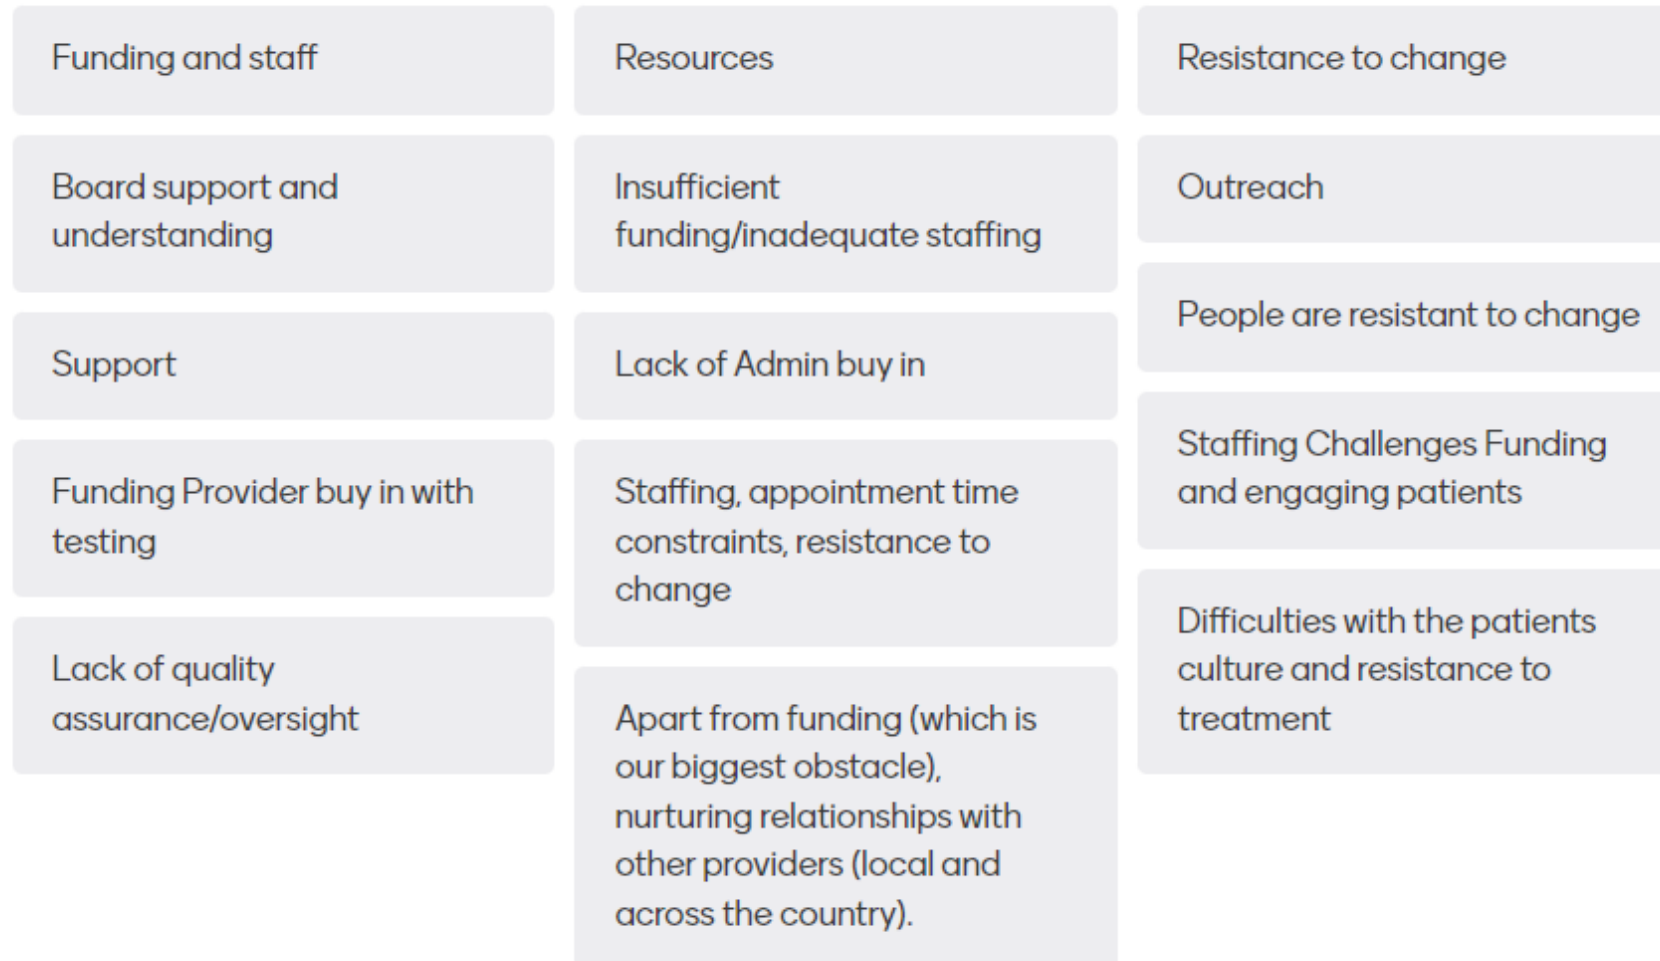 Funding and staff
Board support and
understanding
Support
Funding Provider buy in with
testing
Lack of quality
assurance/oversight
Resources
Insufficient
funding/inadequate staffing
Lack of Admin buy in
Staffing, appointment time
constraints, resistance to
change
Apart from funding (which is
our biggest obstacle),
nurturing relationships with
other providers (local and
across the country).
Resistance to change
Outreach
People are resistant to change
Staffing Challenges Funding
and engaging patients
Difficulties with the patients
culture and resistance to
treatment